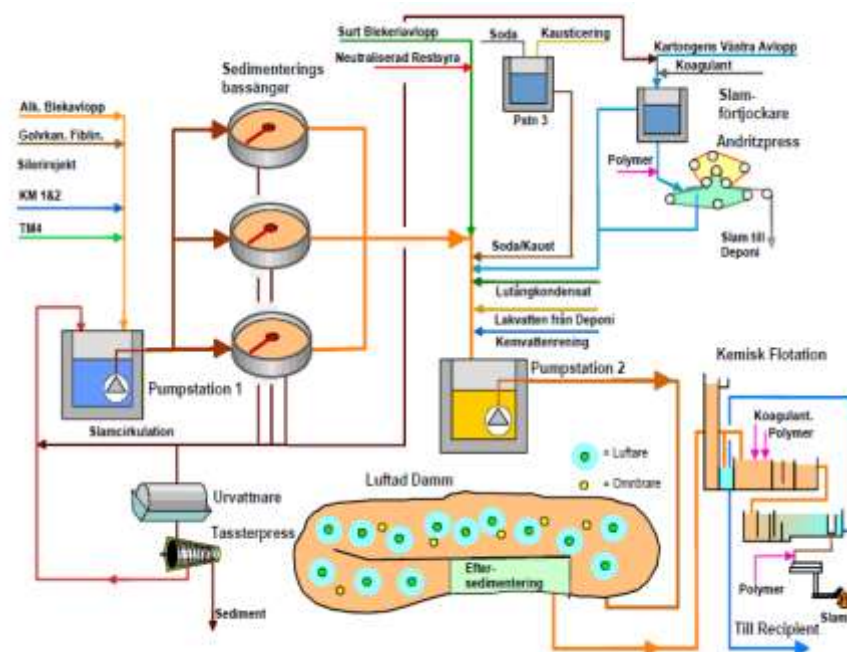 Surt Blekeriavlopp
Neutraliserad Restsyra
Soda
Kausticering
Kartongens Västra Avlopp
Koagulant
Sedimenterings
bassänger
Slam-
förtjockare
Andritzpress
Alk. Blekavlopp
Golvkan. Fiblin.
Silorinsjekt
KM 1&2
TM4
Pstn 3
Polymer
Slam till
Deponi
Soda/Kaust
Lutångkondensat
Lakvatten från Deponi
Kemvattenrening
Pumpstation 1
Pumpstation 2
Kemisk Flotation
Koagulant.
Polymer
Slamcirkulation
Urvattnare
Tassterpress
Sediment
Luftad Damm
= Luftare
= Omrörare
Efter-
sedimentering
Polymer
Slam
Till Recipient